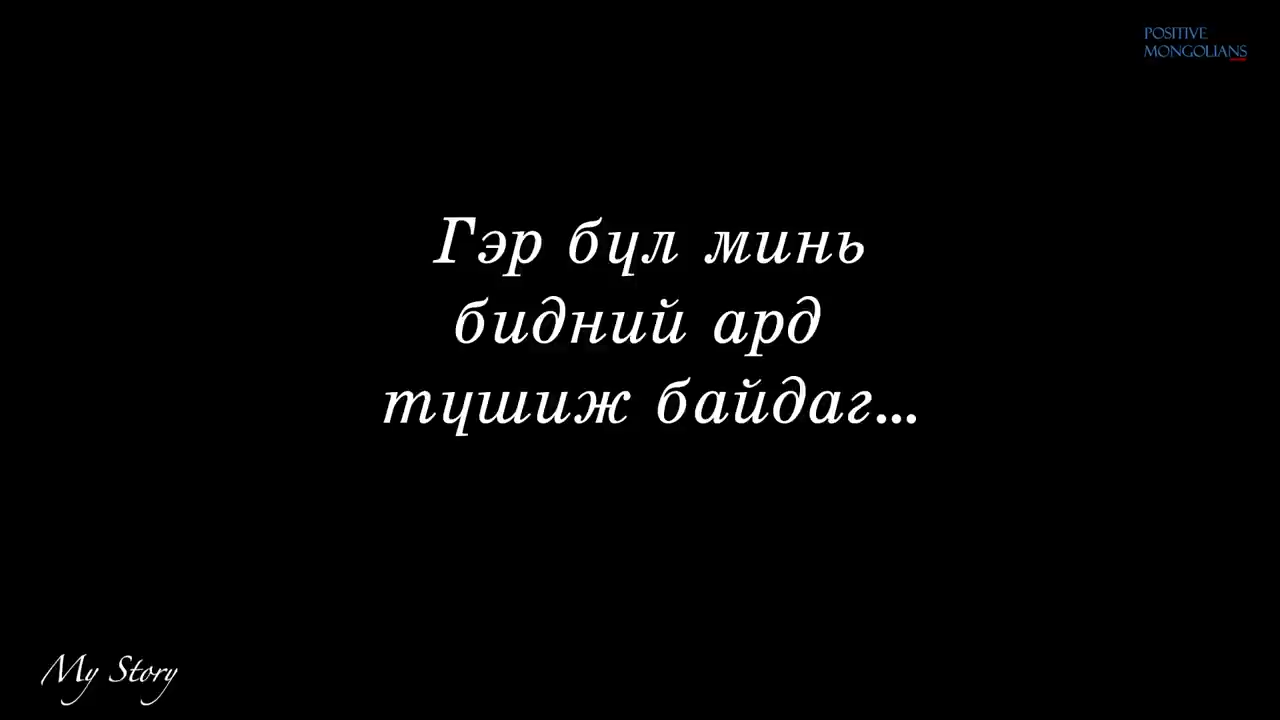 POSITIVE
MONGOLIANS
Гэр бүл минь
бидний ард
түшиж байдаг...
My Story